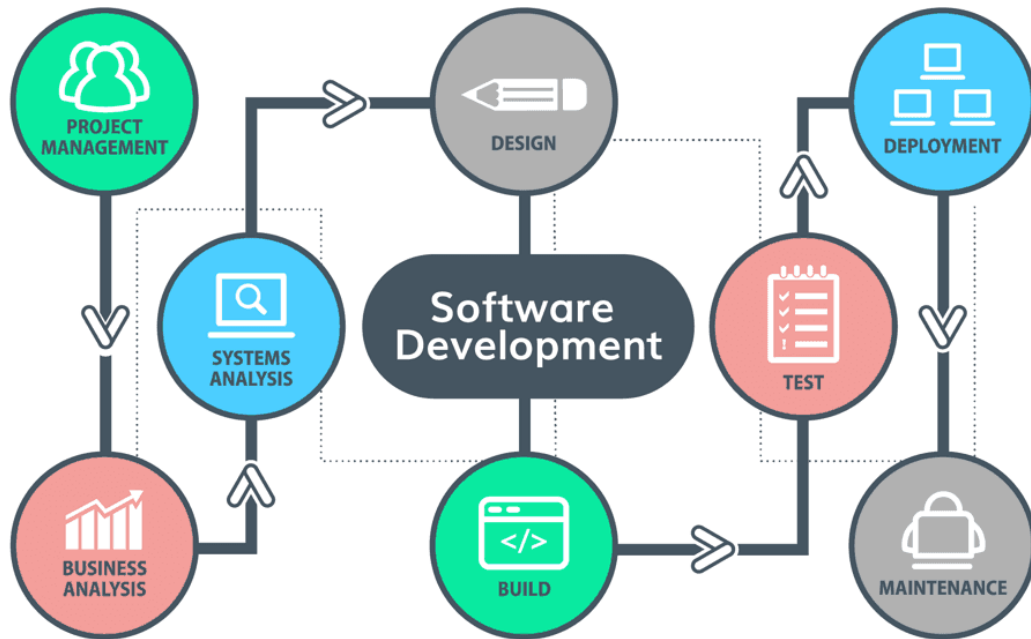 PROJECT
MANAGEMENT
BUSINESS
ANALYSIS
SYSTEMS
ANALYSIS
DESIGN
Software
Development
</>
BUILD
TEST
DEPLOYMENT
MAINTENANCE